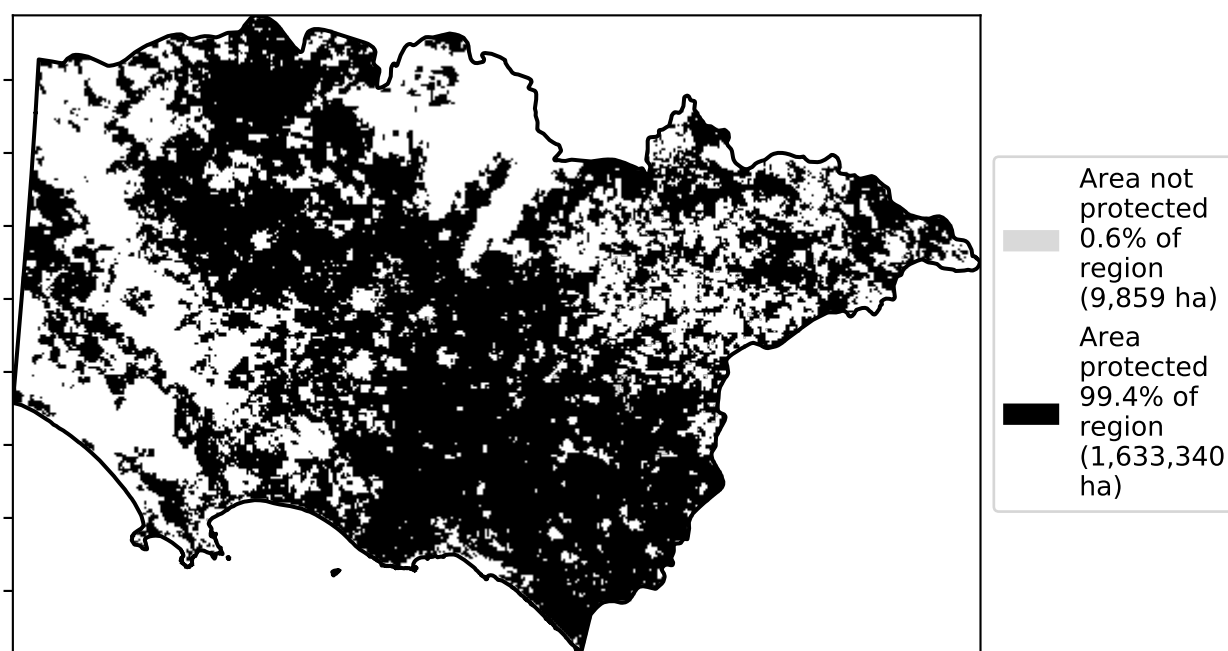 Area not
protected
0.6% of
region
(9,859 ha)
Area
protected
99.4% of
region
(1,633,340
ha)